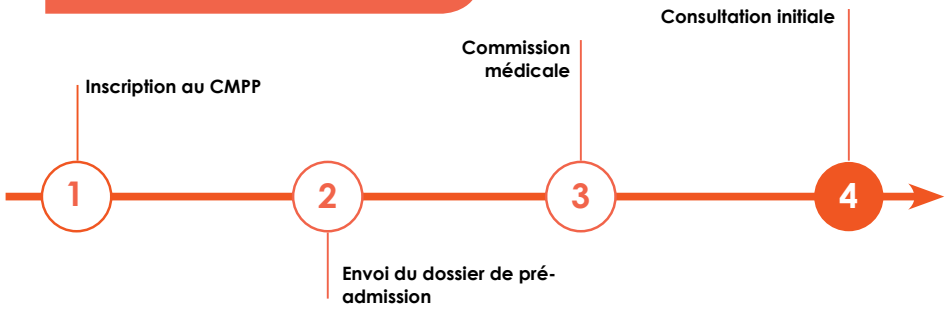 Consultation initiale
Commission
médicale
Inscription au CMPP
1
2
3
4
Envoi du dossier de pré-
admission